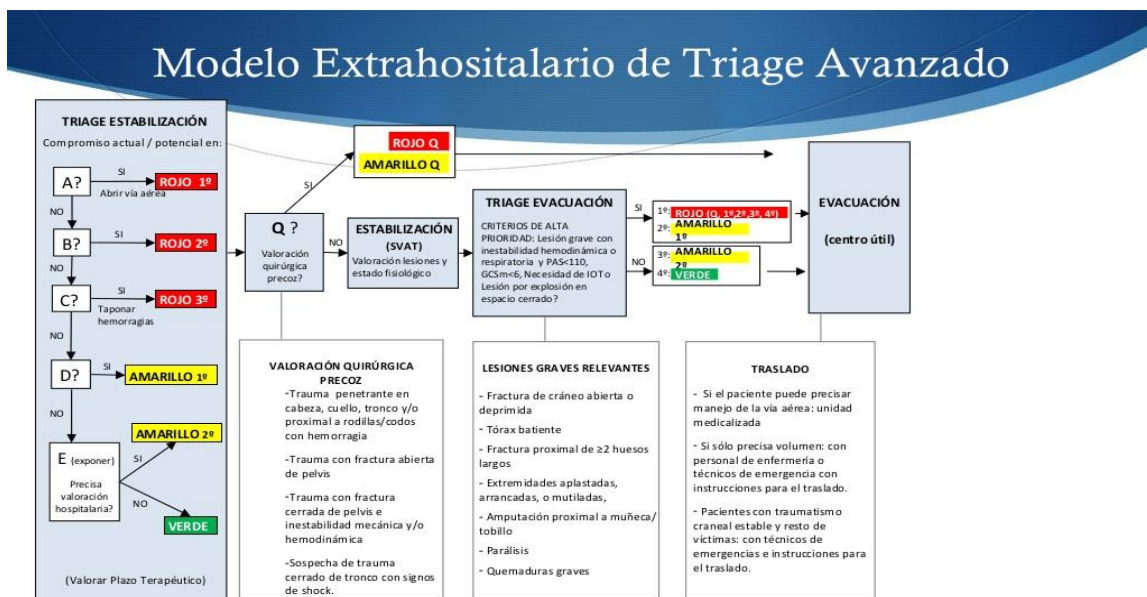 Modelo Extrahositalario de Triage Avanzado
TRIAGE ESTABILIZACIÓN
Compromiso actual / potencial en:
A?
SI
Abrir vía aérea
ROJO 1º
NO
B?
SI
ROJO 2º
NO
C?
SI
Taponar
hemorragias
ROJO 3º
NO
D?
SI
AMARILLO 1º
NO
E (exponer)
Precisa
valoración
hospitalaria?
SI
AMARILLO 2º
NO
VERDE
(Valorar Plazo Terapéutico)
Q ?
Valoración
quirúrgica
precoz?
SI
ROJO Q
AMARILLO Q
NO
ESTABILIZACIÓN
(SVAT)
Valoración lesiones y
estado fisiológico
TRIAGE EVACUACIÓN
CRITERIOS DE ALTA
PRIORIDAD: Lesión grave con
inestabilidad hemodinámica o
respiratoria y PAS<110,
GCSm<6, Necesidad de IOT o
Lesión por explosión en
espacio cerrado?
SI
1º: ROJO (Q, 1º,2º,3º, 4º)
2º: AMARILLO
1º
NO
3º: AMARILLO
2º
4º: VERDE
EVACUACIÓN
(centro útil)
VALORACIÓN QUIRÚRGICA
PRECOZ
-Trauma penetrante en
cabeza, cuello, tronco y/o
proximal a rodillas/codos
con hemorragia
-Trauma con fractura abierta
de pelvis
-Trauma con fractura
cerrada de pelvis e
inestabilidad mecánica y/o
hemodinámica
-Sospecha de trauma
cerrado de tronco con signos
de shock.
LESIONES GRAVES RELEVANTES
- Fractura de cráneo abierta o
deprimida
- Tórax batiente
- Fractura proximal de ≥2 huesos
largos
- Extremidades aplastadas,
arrancadas, o mutiladas,
- Amputación proximal a muñeca/
tobillo
- Parálisis
- Quemaduras graves
TRASLADO
- Si el paciente puede precisar
manejo de la vía aérea: unidad
medicalizada
- Si sólo precisa volumen: con
personal de enfermería o
técnicos de emergencia con
instrucciones para el traslado.
- Pacientes con traumatismo
craneal estable y resto de
víctimas: con técnicos de
emergencias e instrucciones para
el traslado.